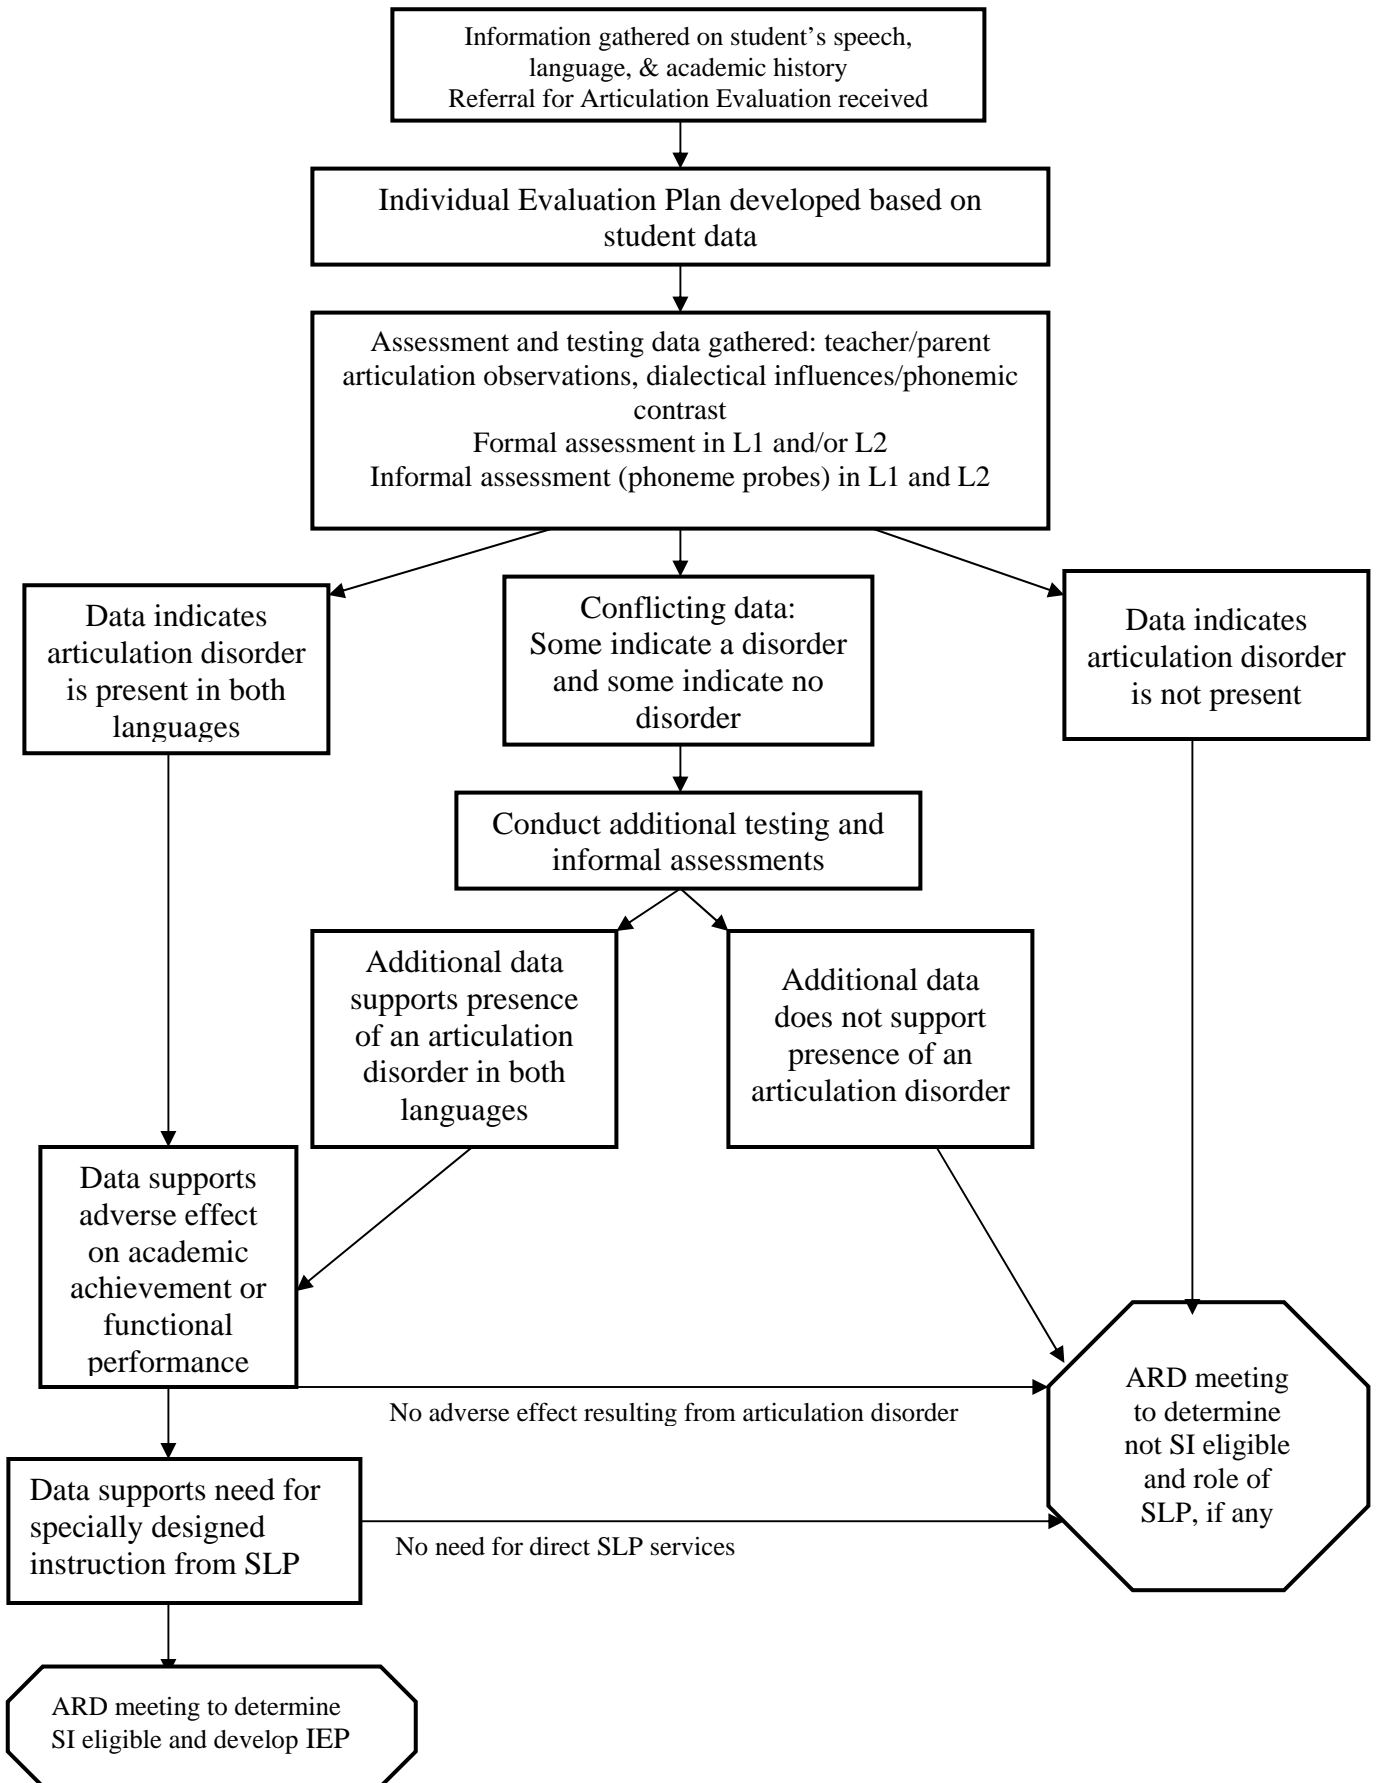 Information gathered on student’s speech,
language, & academic history
Referral for Articulation Evaluation received
Individual Evaluation Plan developed based on
student data
Assessment and testing data gathered: teacher/parent
articulation observations, dialectical influences/phonemic
contrast
Formal assessment in L1 and/or L2
Informal assessment (phoneme probes) in L1 and L2
Data indicates
articulation disorder
is present in both
languages
Conflicting data:
Some indicate a disorder
and some indicate no
disorder
Data indicates
articulation disorder
is not present
Conduct additional testing and
informal assessments
Additional data
supports presence
of an articulation
disorder in both
languages
Additional data
does not support
presence of an
articulation disorder
Data supports
adverse effect
on academic
achievement or
functional
performance
No adverse effect resulting from articulation disorder
ARD meeting
to determine
not SI eligible
and role of
SLP, if any
Data supports need for
specially designed
instruction from SLP
No need for direct SLP services
ARD meeting to determine
SI eligible and develop IEP